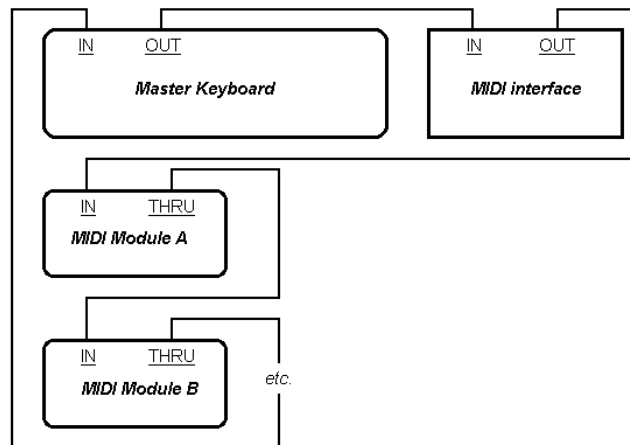 IN OUT IN OUT
Master Keyboard MIDI interface
IN THRU
MIDI Module A
IN THRU
MIDI Module B
etc.